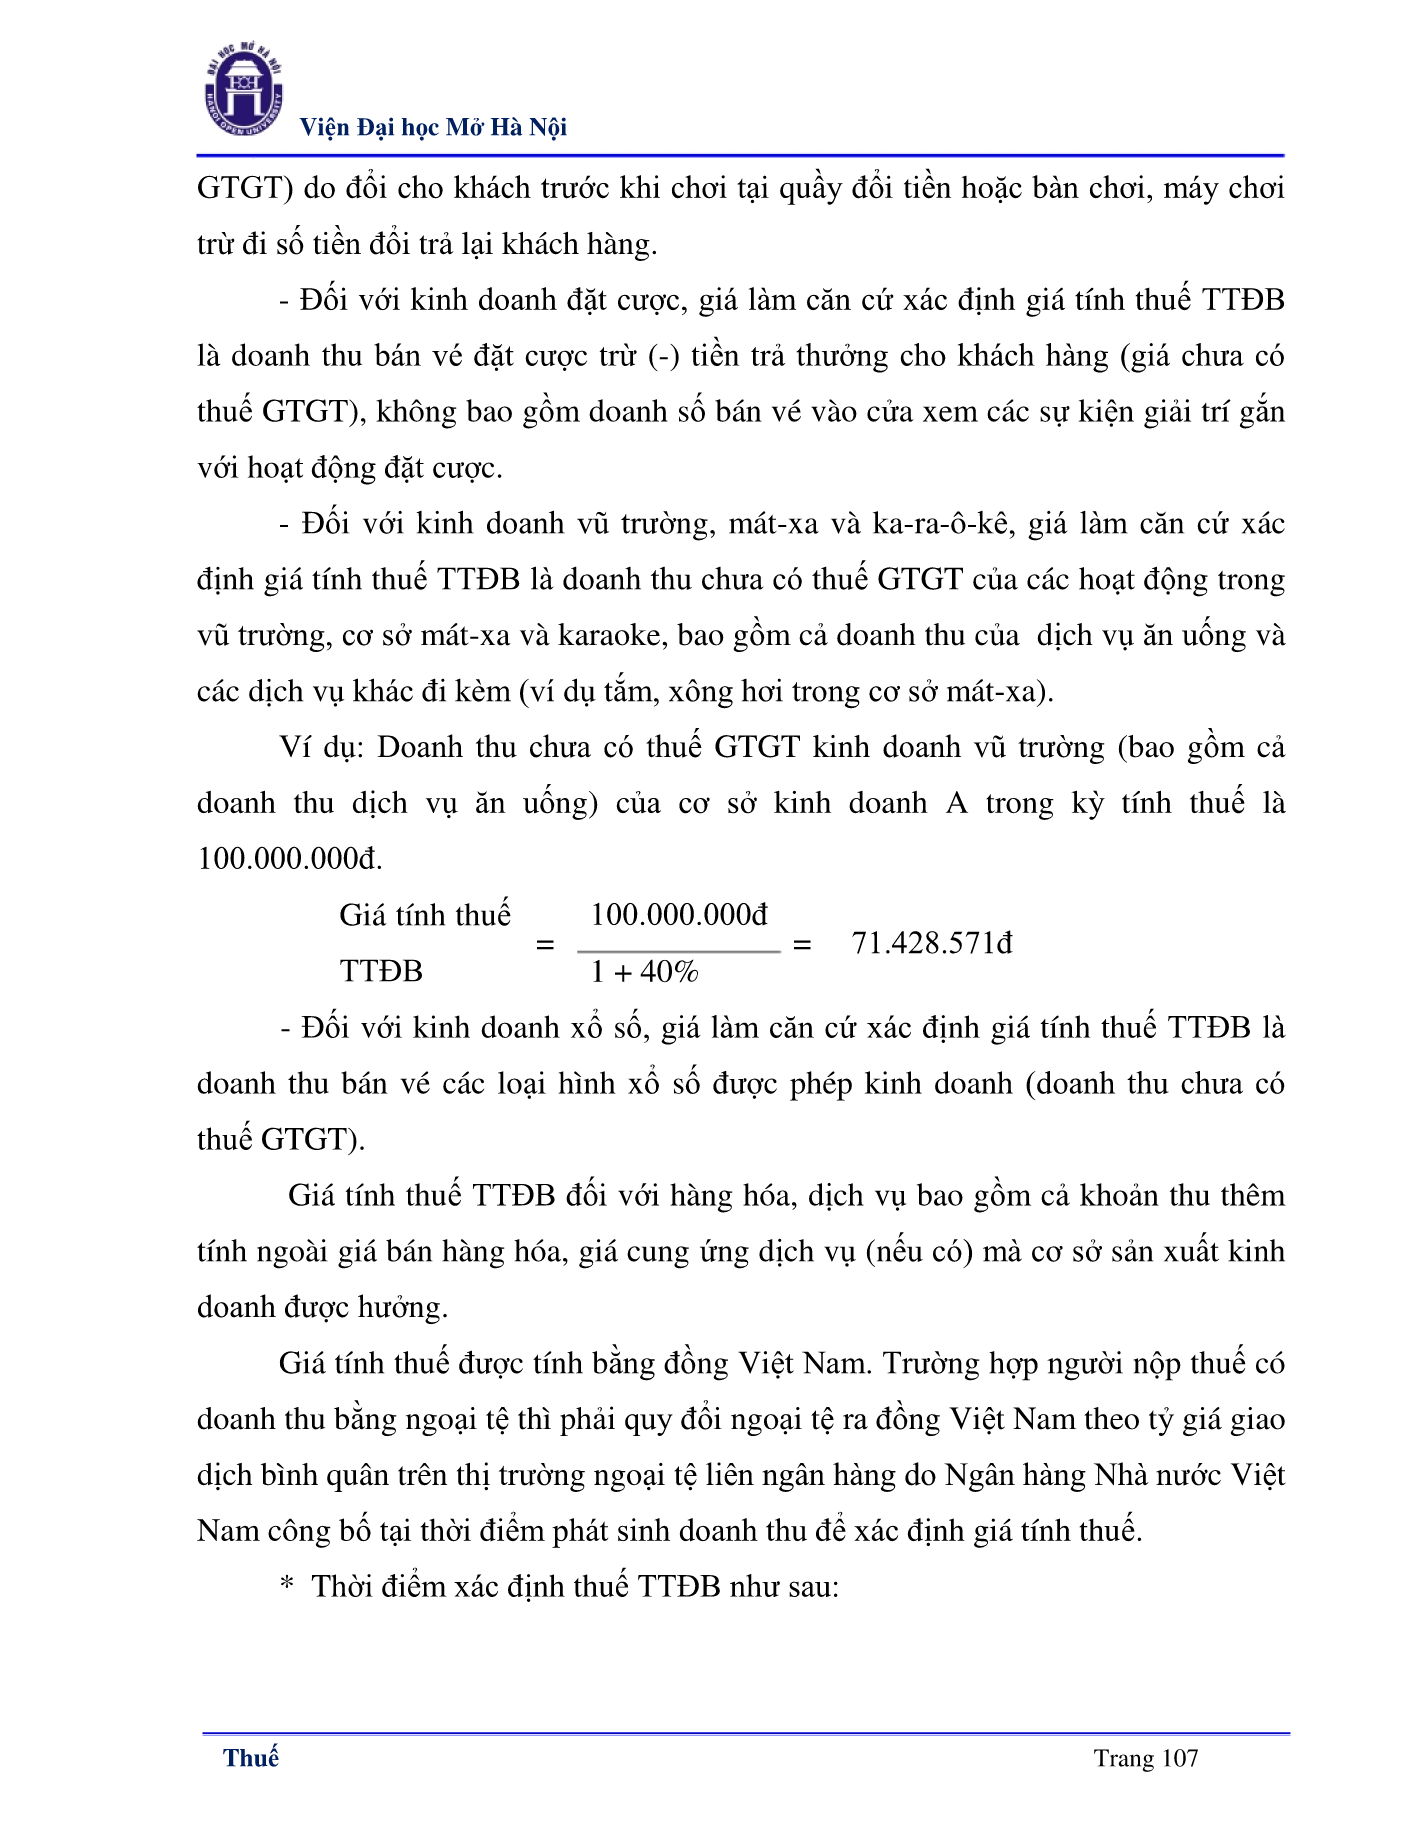 ĐẠI HỌC MỞ HÀ NỘI
HANOI OPEN UNIVERSITY
Viện Đại học Mở Hà Nội
GTGT) do đổi cho khách trước khi chơi tại quầy đổi tiền hoặc bàn chơi, máy chơi
trừ đi số tiền đổi trả lại khách hàng.
- Đối với kinh doanh đặt cược, giá làm căn cứ xác định giá tính thuế TTĐB
là doanh thu bán vé đặt cược trừ (-) tiền trả thưởng cho khách hàng (giá chưa có
thuế GTGT), không bao gồm doanh số bán vé vào cửa xem các sự kiện giải trí gắn
với hoạt động đặt cược.
- Đối với kinh doanh vũ trường, mát-xa và ka-ra-ô-kê, giá làm căn cứ xác
định giá tính thuế TTĐB là doanh thu chưa có thuế GTGT của các hoạt động trong
vũ trường, cơ sở mát-xa và karaoke, bao gồm cả doanh thu của  dịch vụ ăn uống và
các dịch vụ khác đi kèm (ví dụ tắm, xông hơi trong cơ sở mát-xa).
Ví dụ: Doanh thu chưa có thuế GTGT kinh doanh vũ trường (bao gồm cả
doanh thu dịch vụ ăn uống) của cơ sở kinh doanh A trong kỳ tính thuế là
100.000.000đ.
Giá tính thuế
TTĐB
=
100.000.000đ
1 + 40%
=
71.428.571đ
- Đối với kinh doanh xổ số, giá làm căn cứ xác định giá tính thuế TTĐB là
doanh thu bán vé các loại hình xổ số được phép kinh doanh (doanh thu chưa có
thuế GTGT).
Giá tính thuế TTĐB đối với hàng hóa, dịch vụ bao gồm cả khoản thu thêm
tính ngoài giá bán hàng hóa, giá cung ứng dịch vụ (nếu có) mà cơ sở sản xuất kinh
doanh được hưởng.
Giá tính thuế được tính bằng đồng Việt Nam. Trường hợp người nộp thuế có
doanh thu bằng ngoại tệ thì phải quy đổi ngoại tệ ra đồng Việt Nam theo tỷ giá giao
dịch bình quân trên thị trường ngoại tệ liên ngân hàng do Ngân hàng Nhà nước Việt
Nam công bố tại thời điểm phát sinh doanh thu để xác định giá tính thuế.
*  Thời điểm xác định thuế TTĐB như sau:
Thuế
Trang 107